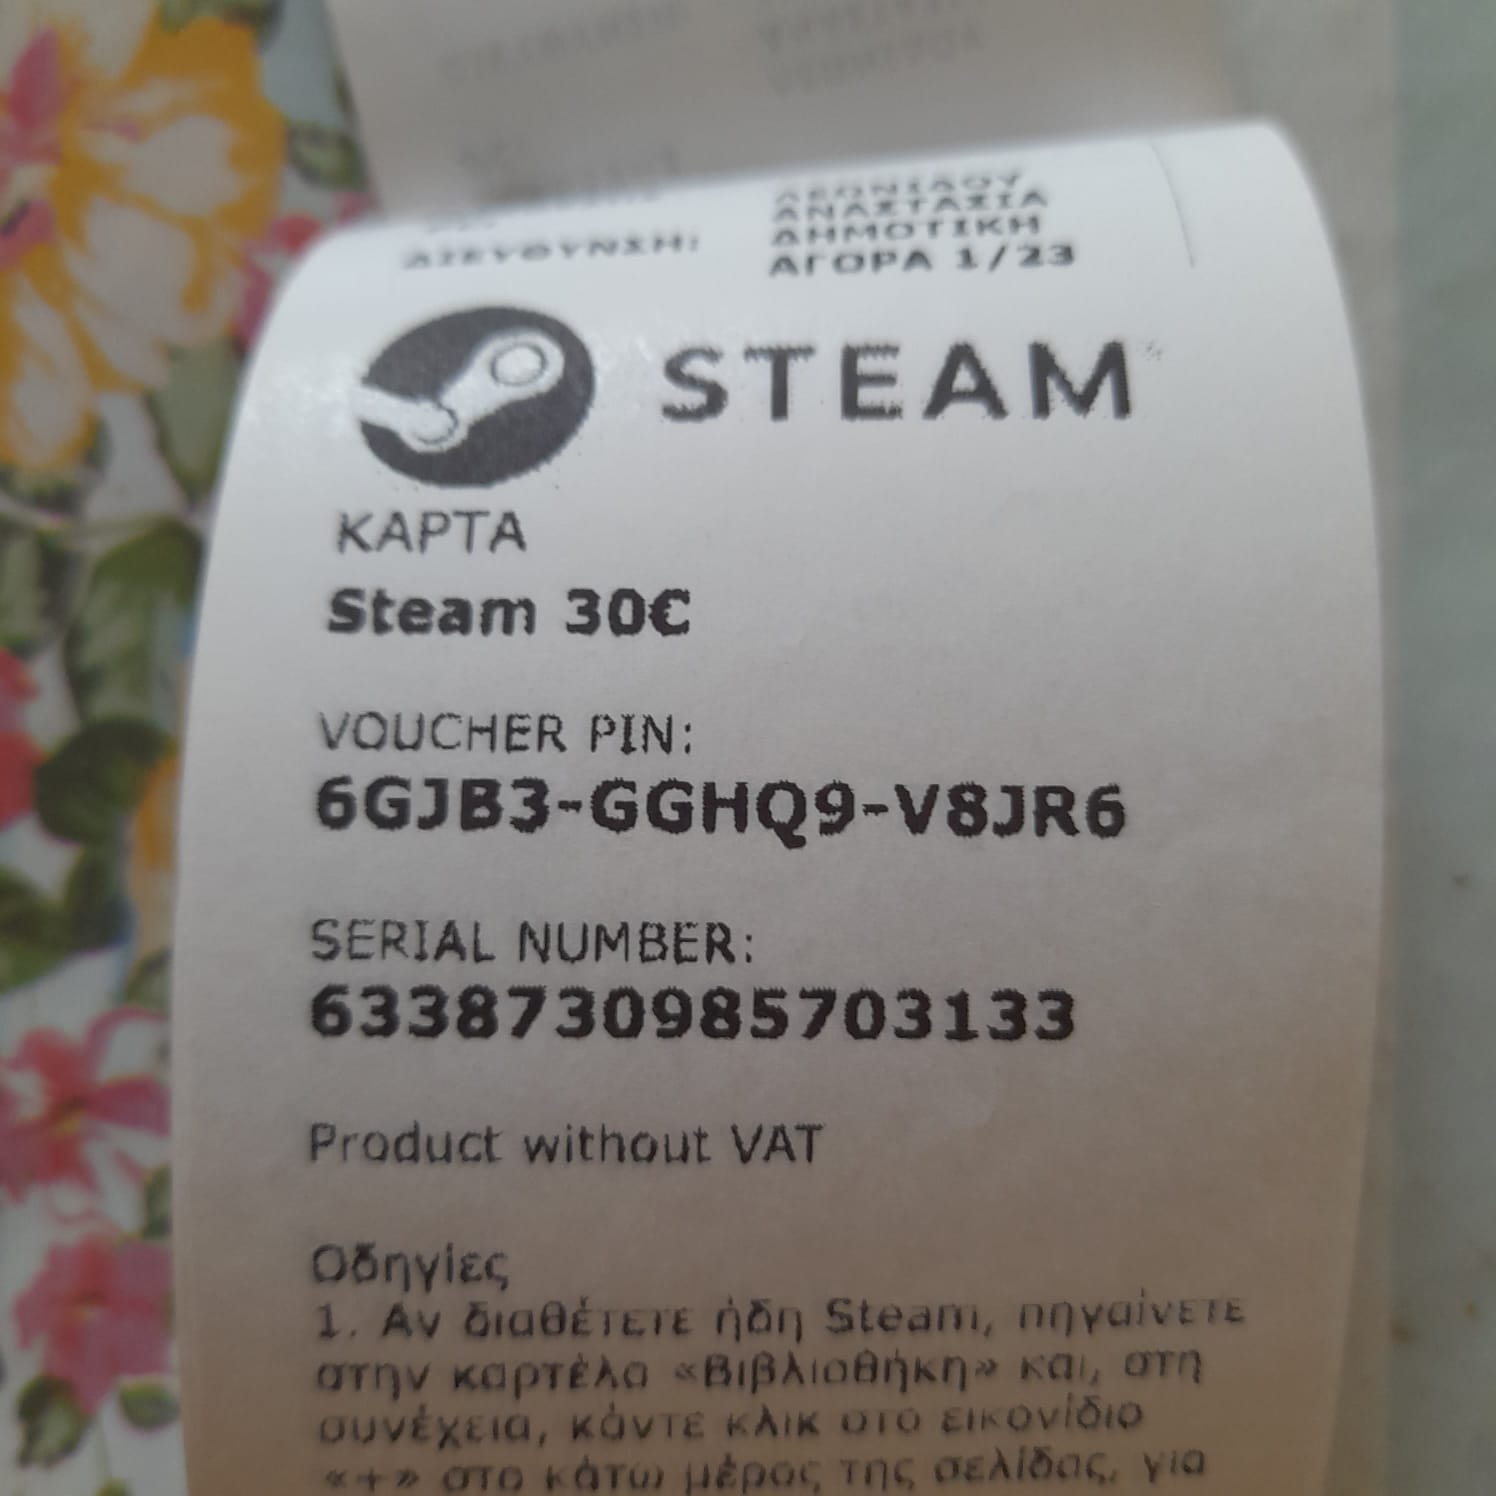 ΛΕΩΝΙΔΟΥ
ΑΝΑΣΤΑΣΙΑ
ΔΙΕΥΘΥΝΣΗ: ΔΗΜΟΤΙΚΗ
ΑΓΟΡΑ 1/23
STEAM
ΚΑΡΤΑ
Steam 30€
VOUCHER PIN:
6GJB3-GGHQ9-V8JR6
SERIAL NUMBER:
6338730985703133
Product without VAT
Οδηγίες
1. Αν διαθέτετε ήδη Steam, πηγαίνετε
στην καρτέλα «Βιβλιοθήκη» και, στη
συνέχεια, κάντε κλικ στο εικονίδιο
«+» στο κάτω μέρος της σελίδας, για